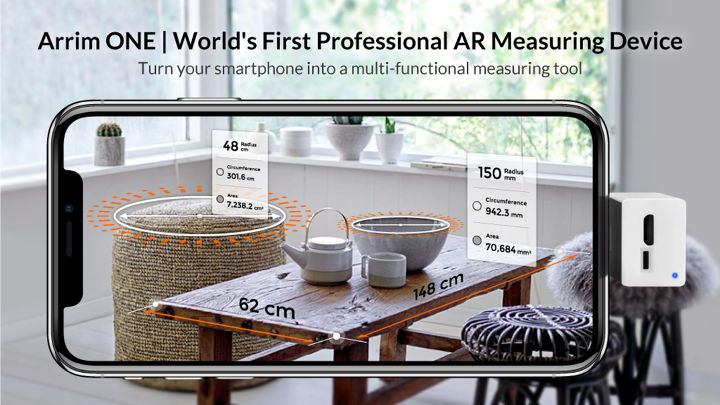 Arrim ONE | World's First Professional AR Measuring Device
Turn your smartphone into a multi-functional measuring tool
48 Radius cm
Circumference
301.6 cm
Area
7,238.2 cm²
150 Radius mm
Circumference
942.3 mm
Area
70,684 mm²
62 cm
148 cm